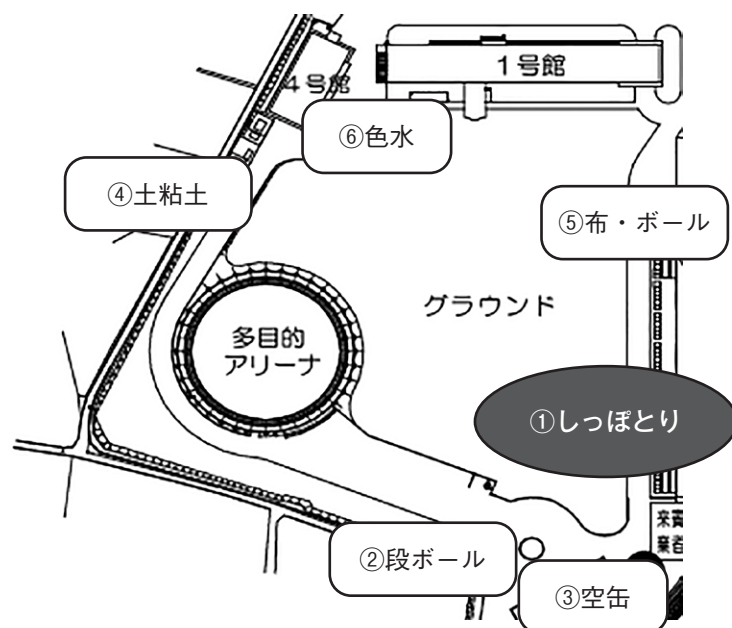 1号館
4号館
⑥色水
④土粘土
⑤布・ボール
グラウンド
多目的
アリーナ
①しっぽとり
②段ボール
③空缶